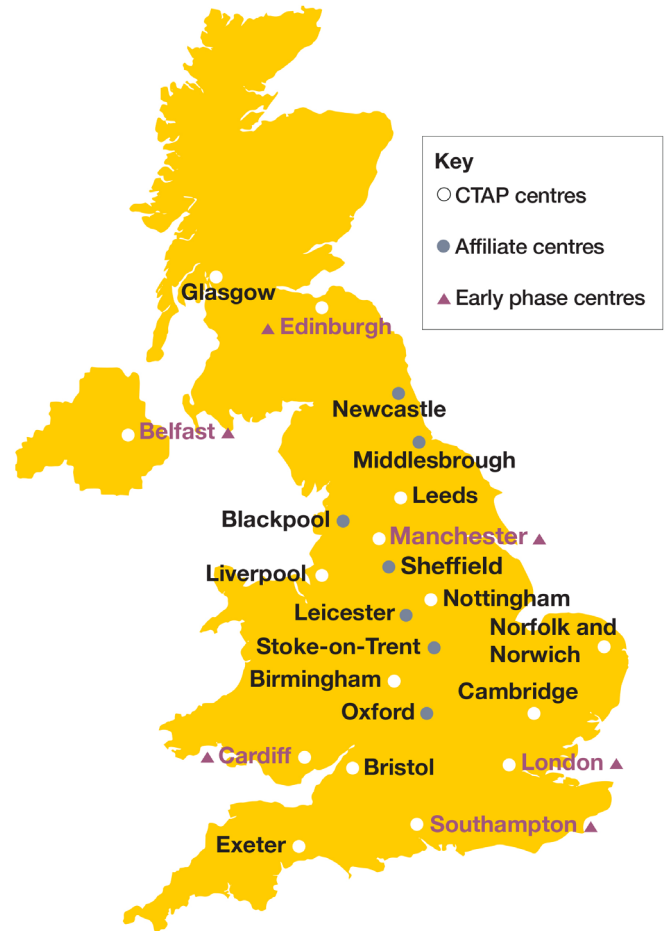 Key
CTAP centres
Affiliate centres
Early phase centres
Glasgow
Edinburgh
Newcastle
Belfast
Middlesbrough
Leeds
Blackpool
Manchester
Sheffield
Liverpool
Nottingham
Leicester
Norfolk and
Norwich
Stoke-on-Trent
Birmingham
Cambridge
Oxford
Cardiff
Bristol
London
Southampton
Exeter